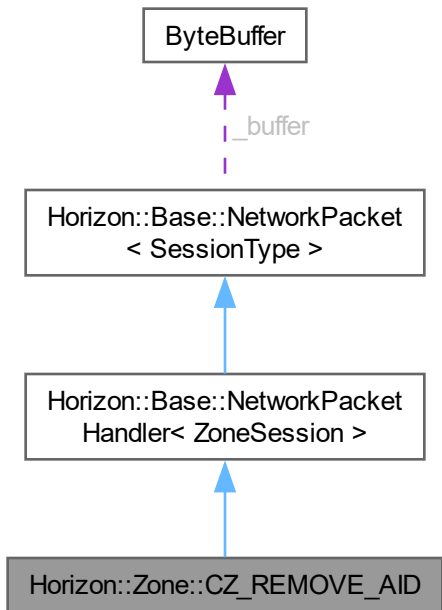 ByteBuffer
_buffer
Horizon::Base::NetworkPacket
< SessionType >
Horizon::Base::NetworkPacket
Handler< ZoneSession >
Horizon::Zone::CZ_REMOVE_AID